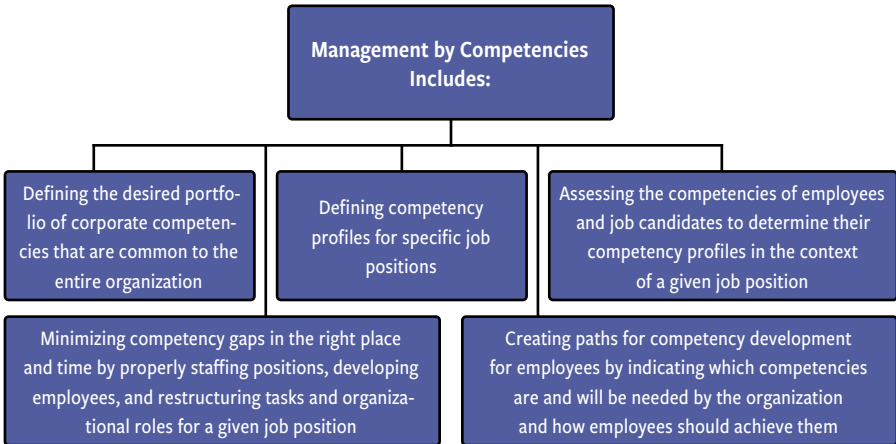 Management by Competencies
Includes:
Defining the desired portfo-
lio of corporate competen-
cies that are common to the
entire organization
Defining competency
profiles for specific job
positions
Assessing the competencies of employees
and job candidates to determine their
competency profiles in the context
of a given job position
Minimizing competency gaps in the right place
and time by properly staffing positions, developing
employees, and restructuring tasks and organiza-
tional roles for a given job position
Creating paths for competency development
for employees by indicating which competencies
are and will be needed by the organization
and how employees should achieve them